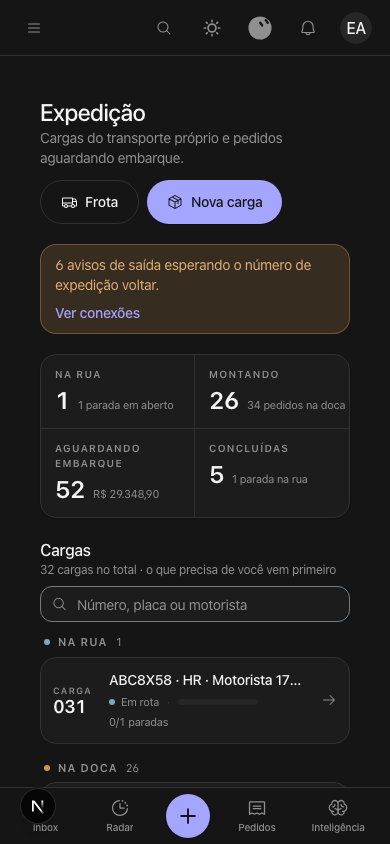 EA
Expedição
Cargas do transporte próprio e pedidos
aguardando embarque.
Frota
Nova carga
6 avisos de saída esperando o número de
expedição voltar.
Ver conexões
NA RUA
1 1 parada em aberto
MONTANDO
26 34 pedidos na doca
AGUARDANDO
EMBARQUE
52 R$ 29.348,90
CONCLUÍDAS
5 1 parada na rua
Cargas
32 cargas no total · o que precisa de você vem primeiro
Número, placa ou motorista
NA RUA 1
CARGA
031
ABC8X58 · HR · Motorista 17...
Em rota ·
0/1 paradas
NA DOCA 26
N
Inbox
Radar
Pedidos
Inteligência